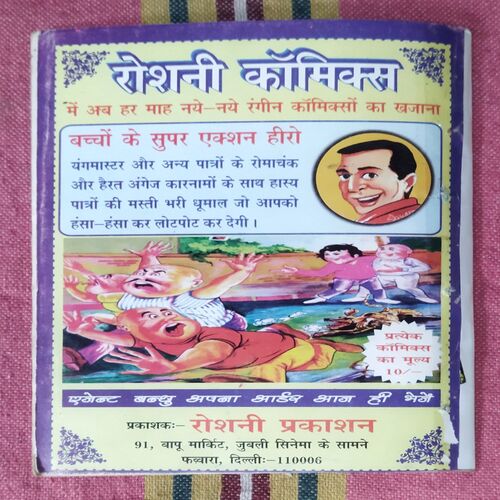 रोशनी कॉमिक्स
में अब हर माह नये-नये रंगीन कॉमिक्सों का खजाना
बच्चों के सुपर एक्शन हीरो
यंगमास्टर और अन्य पात्रों के रोमाचंक
और हैरत अंगेज कारनामों के साथ हास्य
पात्रों की मस्ती भरी धूमाल जो आपको
हंसा-हंसा कर लोटपोट कर देगी।
प्रत्येक
कॉमिक्स
का मूल्य
10/-
एजेन्ट बन्धु अपना आर्डर आज ही भेजें
प्रकाशकः- रोशनी प्रकाशन
91, बापू मार्किट, जुबली सिनेमा के सामने
फव्वारा, दिल्लीः-110006